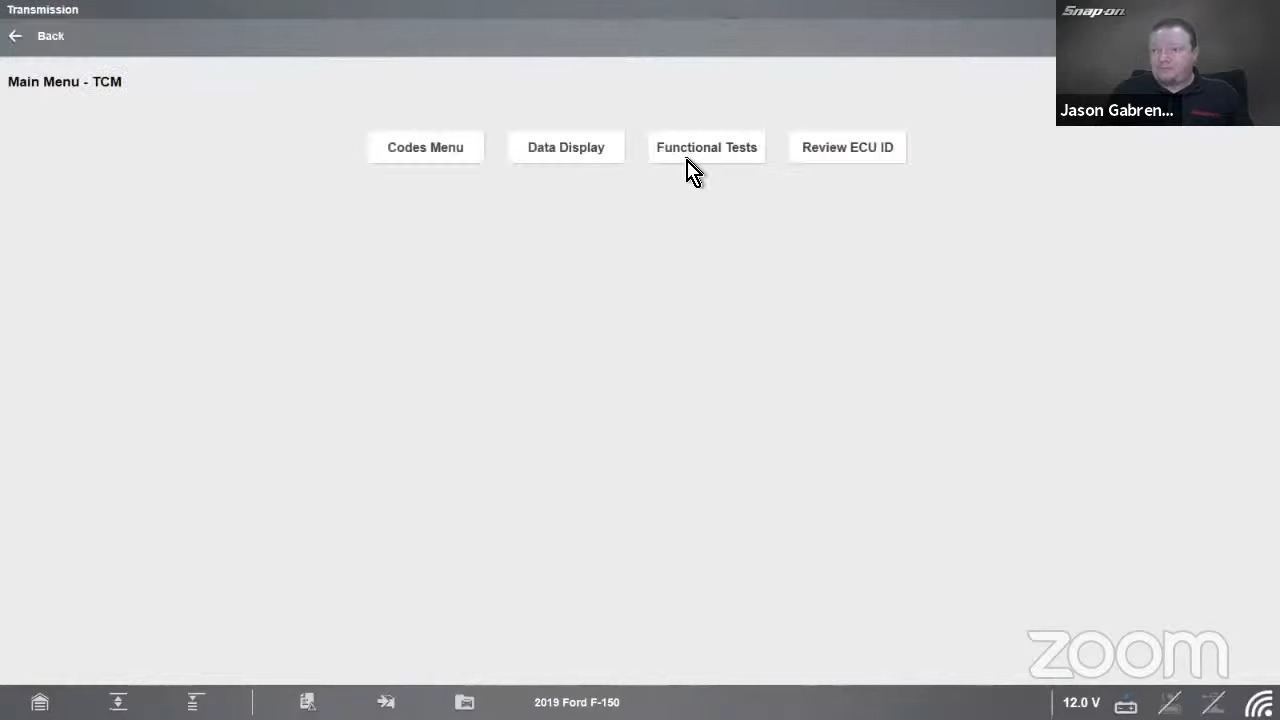 Transmission
Back
Main Menu - TCM
Codes Menu
Data Display
Functional Tests
Review ECU ID
Snap-on
Jason Gabren...
zoom
2019 Ford F-150
12.0 V